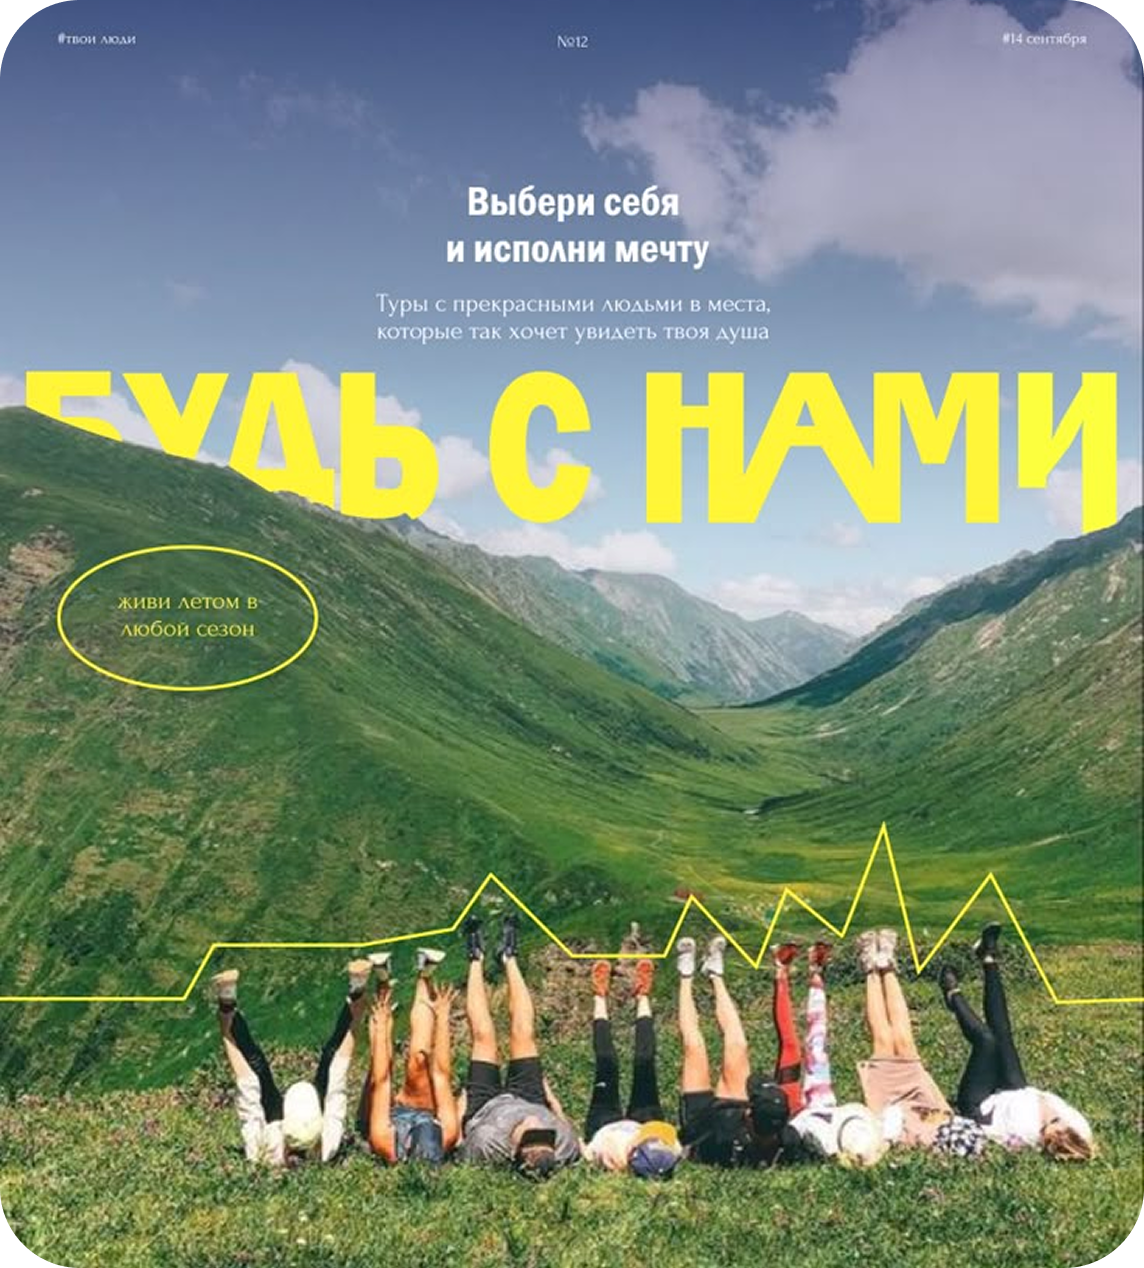 #твои люди
№12
#14 сентября
Выбери себя
и исполни мечту
Туры с прекрасными людьми в места,
которые так хочет увидеть твоя душа
БУДЬ С НАМИ
живи летом в
любой сезон